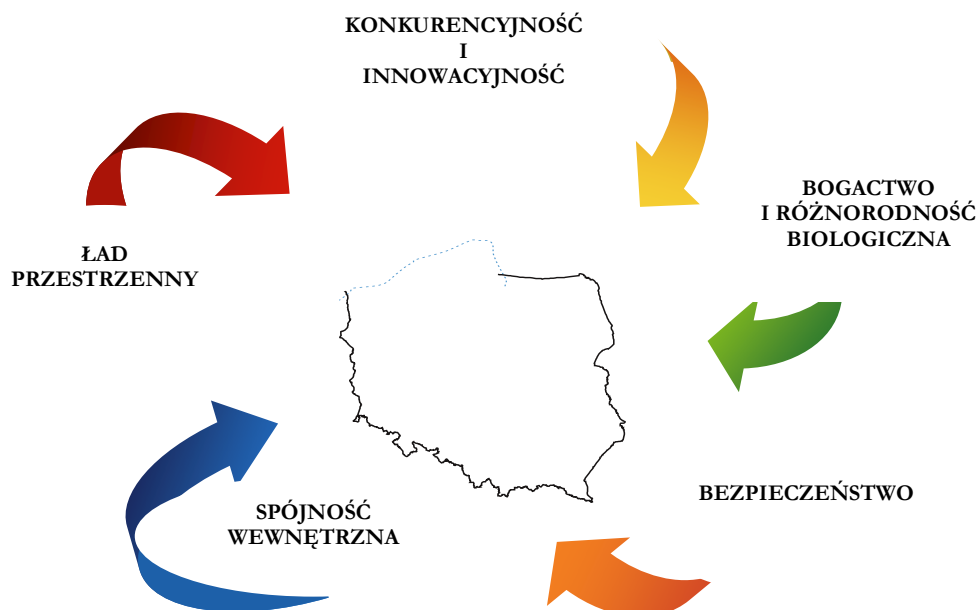 KONKURENCYJNOŚĆ
I
INNOWACYJNOŚĆ
BOGACTWO
I RÓŻNORODNOŚĆ
BIOLOGICZNA
ŁAD
PRZESTRZENNY
BEZPIECZEŃSTWO
SPÓJNOŚĆ
WEWNĘTRZNA